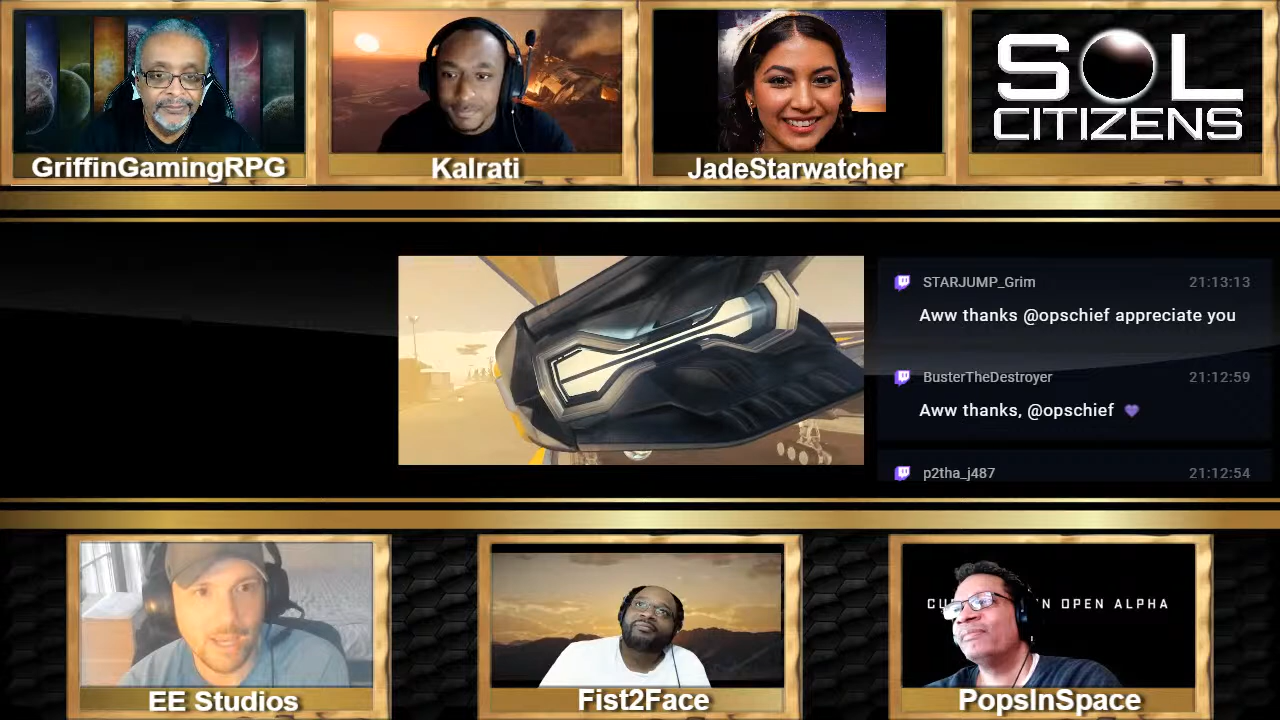 GriffinGamingRPG
Kalrati
JadeStarwatcher
SOL
CITIZENS
STARJUMP_Grim 21:13:13
Aww thanks @opschief appreciate you
BusterTheDestroyer 21:12:59
Aww thanks, @opschief 💜
p2tha_j487 21:12:54
N OPEN ALPHA
EE Studios
Fist2Face
PopsInSpace